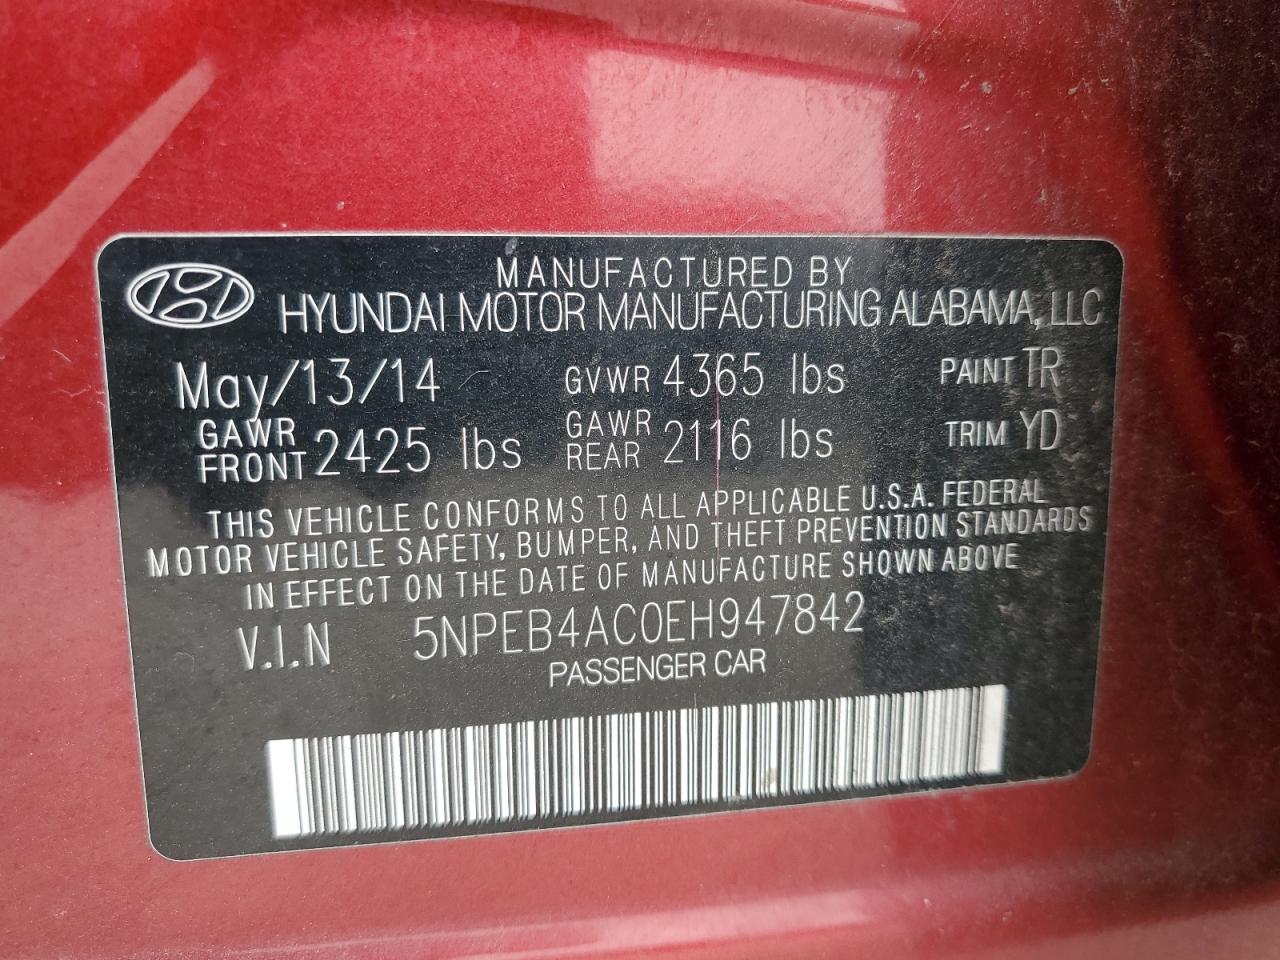 MANUFACTURED BY
HYUNDAI MOTOR MANUFACTURING ALABAMA, LLC
May/13/14 GVWR 4365 lbs PAINT TR
GAWR FRONT 2425 lbs GAWR REAR 2116 lbs TRIM YD
THIS VEHICLE CONFORMS TO ALL APPLICABLE U.S.A. FEDERAL
MOTOR VEHICLE SAFETY, BUMPER, AND THEFT PREVENTION STANDARDS
IN EFFECT ON THE DATE OF MANUFACTURE SHOWN ABOVE
V.I.N 5NPEB4AC0EH947842
PASSENGER CAR